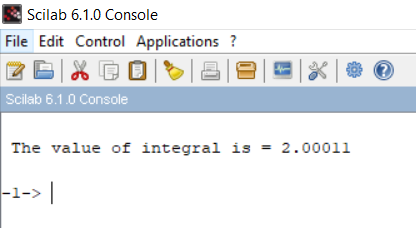 Scilab 6.1.0 Console
File Edit Control Applications ?
Scilab 6.1.0 Console
The value of integral is = 2.00011
-1->